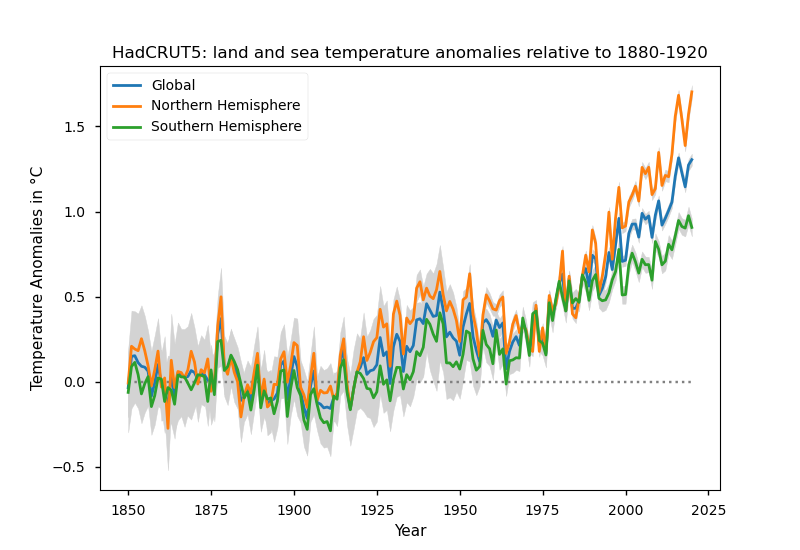 HadCRUT5: land and sea temperature anomalies relative to 1880-1920
Global
Northern Hemisphere
Southern Hemisphere
Temperature Anomalies in °C
1.5
1.0
0.5
0.0
−0.5
1850 1875 1900 1925 1950 1975 2000 2025
Year